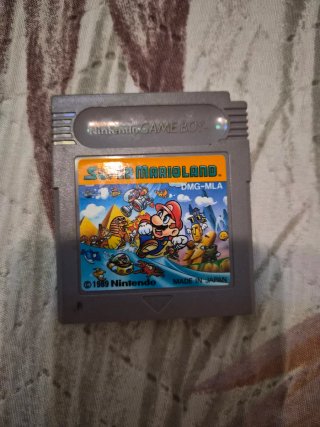 Nintendo GAME BOY
SUPER MARIOLAND
DMG-MLA
© 1989 Nintendo
MADE IN JAPAN